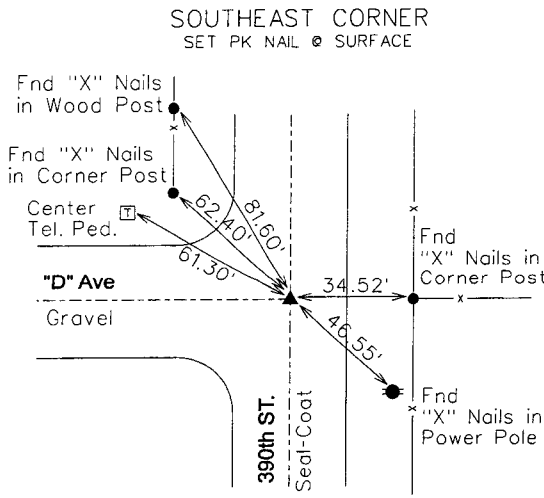 SOUTHEAST CORNER
SET PK NAIL @ SURFACE
Fnd "X" Nails
in Wood Post
Fnd "X" Nails
in Corner Post
Center
Tel. Ped.
T
81.60'
62.40'
61.30'
"D" Ave
Gravel
34.52'
46.55'
Fnd
"X" Nails in
Corner Post
Fnd
"X" Nails in
Power Pole
390th ST.
Seal-Coat